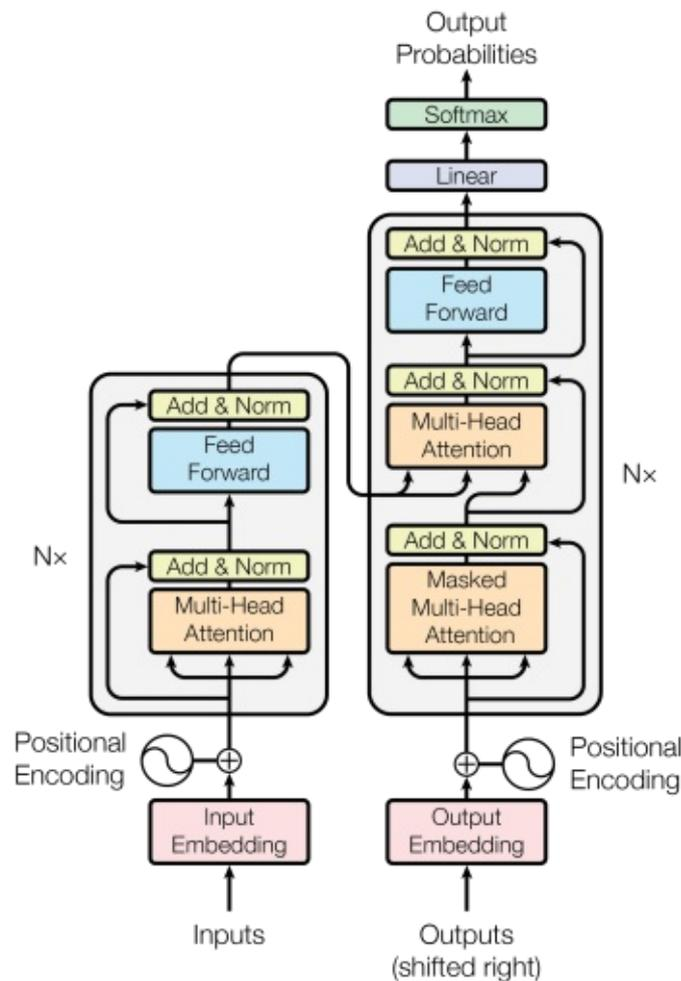 Output
Probabilities
Softmax
Linear
Add & Norm
Feed
Forward
Add & Norm
Multi-Head
Attention
Add & Norm
Masked
Multi-Head
Attention
N×
Add & Norm
Feed
Forward
Add & Norm
Multi-Head
Attention
N×
Positional
Encoding
Positional
Encoding
Input
Embedding
Output
Embedding
Inputs
Outputs
(shifted right)